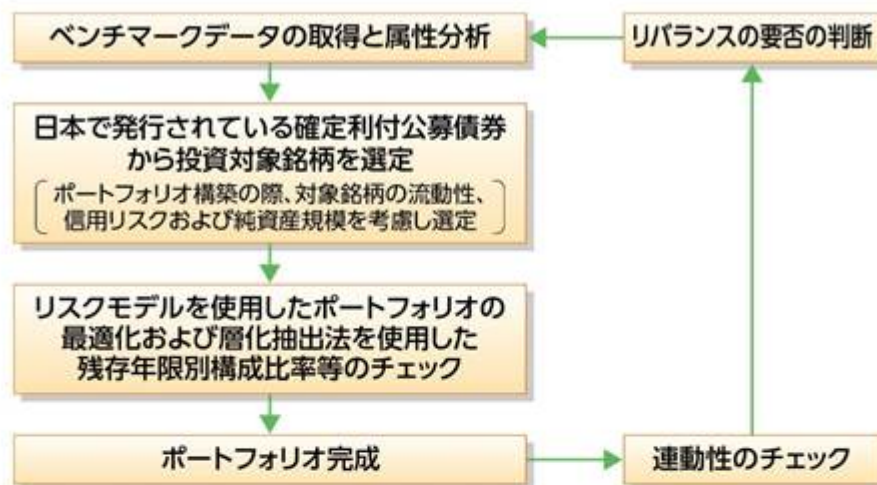 ベンチマークデータの取得と属性分析
リバランスの要否の判断
日本で発行されている確定利付公募債券
から投資対象銘柄を選定
ポートフォリオ構築の際、対象銘柄の流動性、
信用リスクおよび純資産規模を考慮し選定
リスクモデルを使用したポートフォリオの
最適化および層化抽出法を使用した
残存年限別構成比率等のチェック
ポートフォリオ完成
連動性のチェック